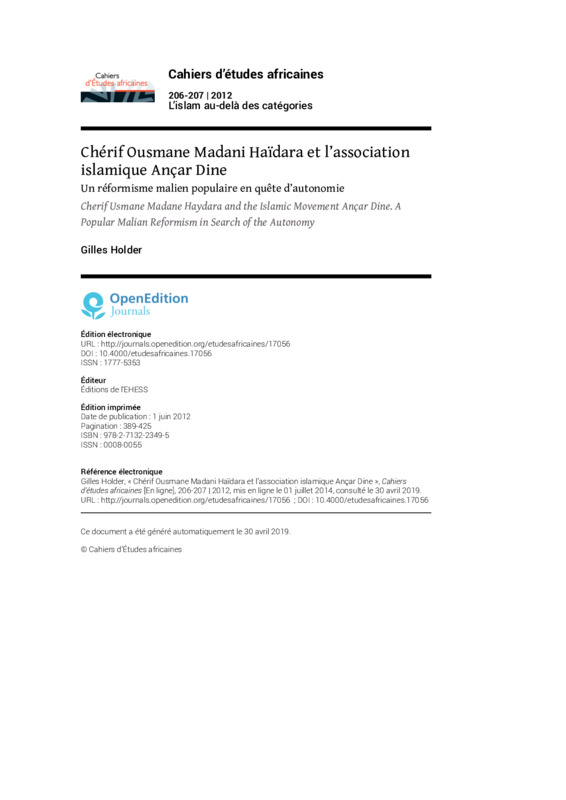 Cahiers
d'Études africaines
Cahiers d'études africaines
206-207 | 2012
L'islam au-delà des catégories
Chérif Ousmane Madani Haïdara et l'association
islamique Ançar Dine
Un réformisme malien populaire en quête d'autonomie
Cherif Usmane Madane Haydara and the Islamic Movement Ançar Dine. A
Popular Malian Reformism in Search of the Autonomy
Gilles Holder
OpenEdition
Journals
Édition électronique
URL : http://journals.openedition.org/etudesafricaines/17056
DOI : 10.4000/etudesafricaines.17056
ISSN : 1777-5353
Éditeur
Éditions de l'EHESS
Édition imprimée
Date de publication : 1 juin 2012
Pagination : 389-425
ISBN : 978-2-7132-2349-5
ISSN : 0008-0055
Référence électronique
Gilles Holder, « Chérif Ousmane Madani Haïdara et l'association islamique Ançar Dine », Cahiers
d'études africaines [En ligne], 206-207 | 2012, mis en ligne le 01 juillet 2014, consulté le 30 avril 2019.
URL : http://journals.openedition.org/etudesafricaines/17056 ; DOI : 10.4000/etudesafricaines.17056
Ce document a été généré automatiquement le 30 avril 2019.
© Cahiers d'Études africaines